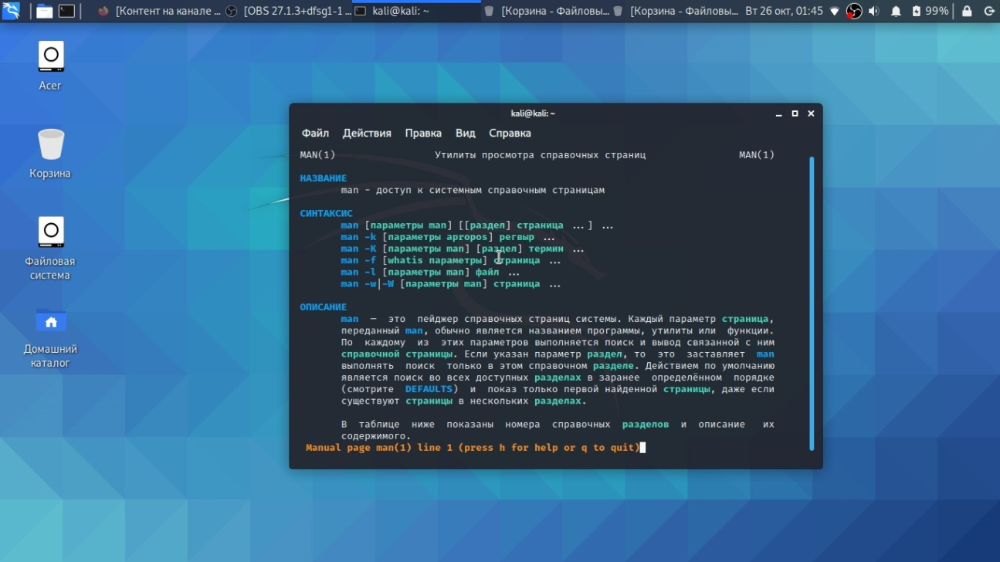 [Контент на канале ...
[OBS 27.1.3+dfsg1-1 ...
kali@kali: ~
[Корзина - Файловы...
[Корзина - Файловы...
Вт 26 окт, 01:45
99%
Acer
Корзина
Файловая
система
Домашний
каталог
kali@kali: ~
Файл Действия Правка Вид Справка
MAN(1) Утилиты просмотра справочных страниц MAN(1)
НАЗВАНИЕ
man - доступ к системным справочным страницам
СИНТАКСИС
man [параметры man] [[раздел] страница ...] ...
man -k [параметры apropos] регвыр ...
man -K [параметры man] [раздел] термин ...
man -f [whatis параметры] страница ...
man -l [параметры man] файл ...
man -w|-W [параметры man] страница ...
ОПИСАНИЕ
man — это пейджер справочных страниц системы. Каждый параметр страница,
переданный man, обычно является названием программы, утилиты или функции.
По каждому из этих параметров выполняется поиск и вывод связанной с ним
справочной страницы. Если указан параметр раздел, то это заставляет man
выполнять поиск только в этом справочном разделе. Действием по умолчанию
является поиск во всех доступных разделах в заранее определённом порядке
(смотрите DEFAULTS) и показ только первой найденной страницы, даже если
существуют страницы в нескольких разделах.
В таблице ниже показаны номера справочных разделов и описание их
содержимого.
Manual page man(1) line 1 (press h for help or q to quit)